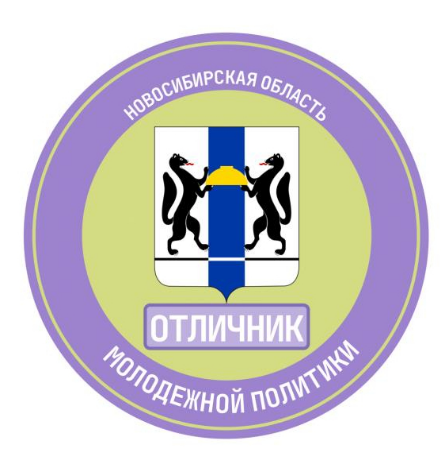 НОВОСИБИРСКАЯ ОБЛАСТЬ
ОТЛИЧНИК
МОЛОДЕЖНОЙ ПОЛИТИКИ